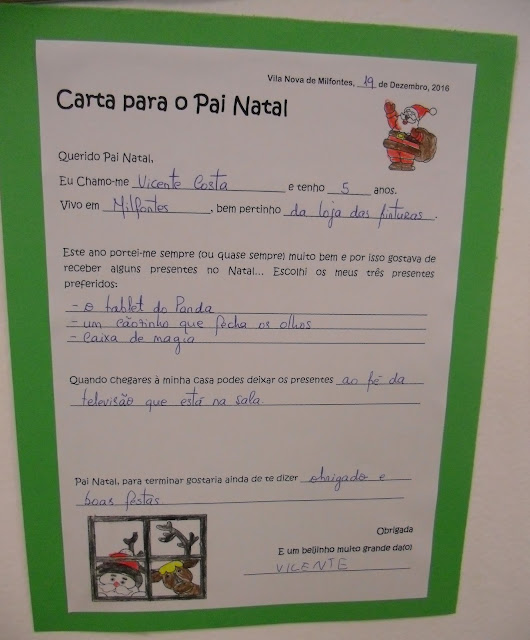 Vila Nova de Milfontes, 19 de Dezembro, 2016
Carta para o Pai Natal
Querido Pai Natal,
Eu Chamo-me Vicente Costa e tenho 5 anos.
Vivo em Milfontes, bem pertinho da loja das pinturas.
Este ano portei-me sempre (ou quase sempre) muito bem e por isso gostava de
receber alguns presentes no Natal... Escolhi os meus três presentes
preferidos:
- o tablet do Panda
- um cãozinho que fecha os olhos
- Caixa de magia
Quando chegares à minha casa podes deixar os presentes ao pé da
televisão que está na sala.
Pai Natal, para terminar gostaria ainda de te dizer obrigado e
boas festas
Obrigada
E um beijinho muito grande da(o)
VICENTE